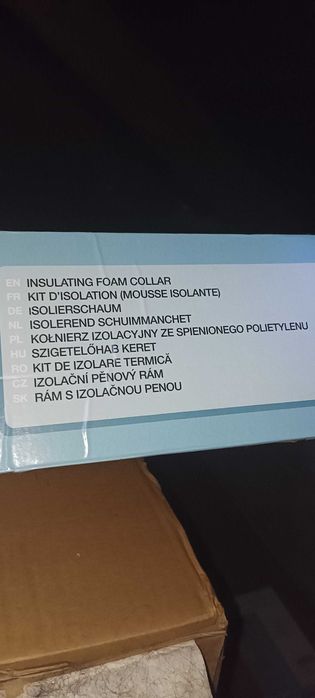 EN INSULATING FOAM COLLAR
FR KIT D'ISOLATION (MOUSSE ISOLANTE)
DE ISOLIERSCHAUM
NL ISOLEREND SCHUIMMANCHET
PL KOŁNIERZ IZOLACYJNY ZE SPIENIONEGO POLIETYLENU
HU SZIGETELŐHAB KERET
RO KIT DE IZOLARE TERMICĂ
CZ IZOLAČNÍ PĚNOVÝ RÁM
SK RÁM S IZOLAČNOU PENOU